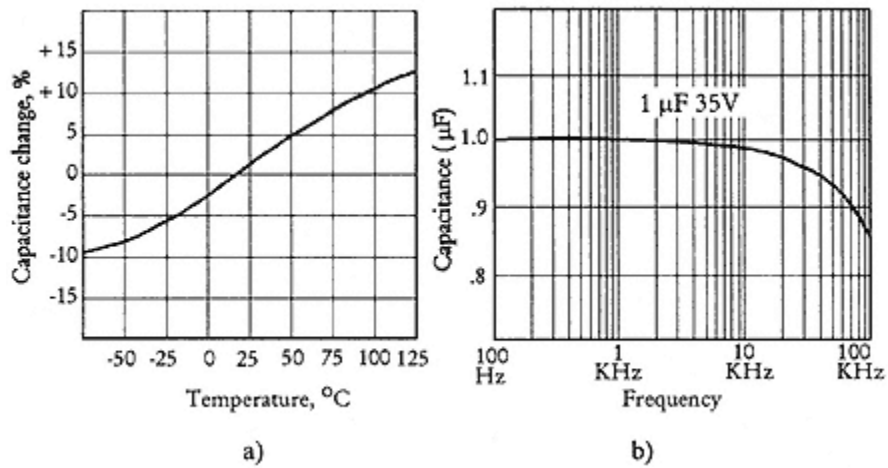 Capacitance change, %
+ 15
+ 10
5
0
-5
-10
-15
-50 -25 0 25 50 75 100 125
Temperature, °C
a)
Capacitance (µF)
1.1
1.0
.9
.8
1 µF 35V
100 Hz
1 KHz
10 KHz
100 KHz
Frequency
b)